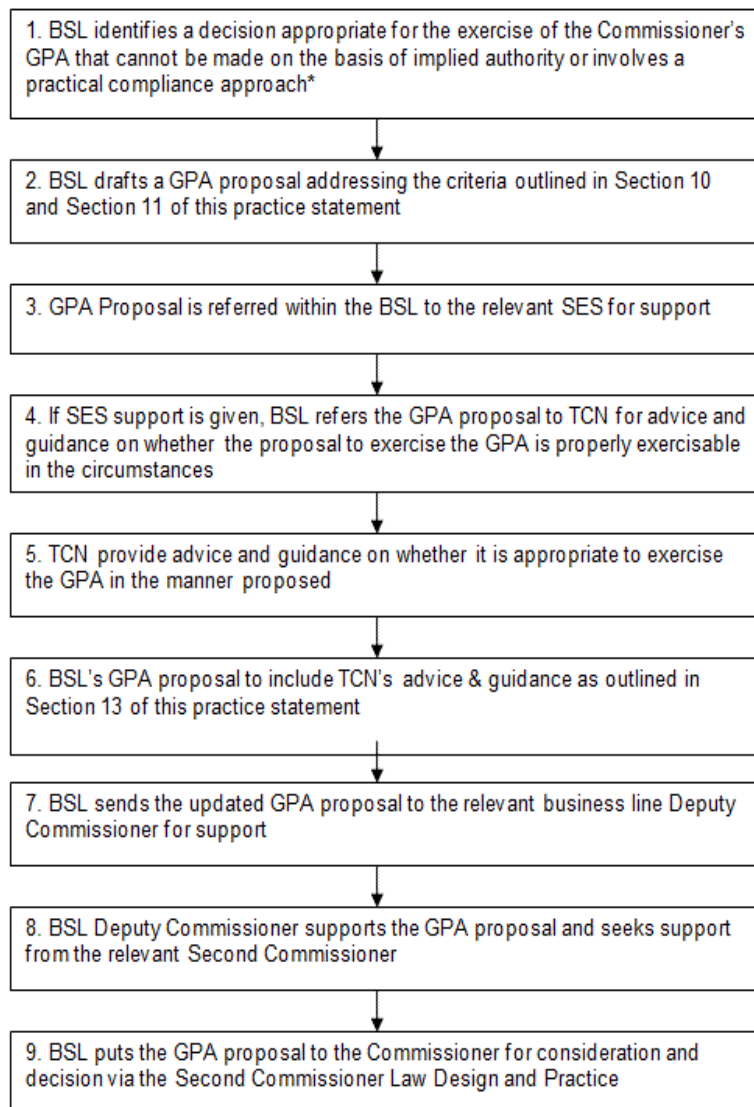 1. BSL identifies a decision appropriate for the exercise of the Commissioner's
GPA that cannot be made on the basis of implied authority or involves a
practical compliance approach*
2. BSL drafts a GPA proposal addressing the criteria outlined in Section 10
and Section 11 of this practice statement
3. GPA Proposal is referred within the BSL to the relevant SES for support
4. If SES support is given, BSL refers the GPA proposal to TCN for advice and
guidance on whether the proposal to exercise the GPA is properly exercisable
in the circumstances
5. TCN provide advice and guidance on whether it is appropriate to exercise
the GPA in the manner proposed
6. BSL's GPA proposal to include TCN's advice & guidance as outlined in
Section 13 of this practice statement
7. BSL sends the updated GPA proposal to the relevant business line Deputy
Commissioner for support
8. BSL Deputy Commissioner supports the GPA proposal and seeks support
from the relevant Second Commissioner
9. BSL puts the GPA proposal to the Commissioner for consideration and
decision via the Second Commissioner Law Design and Practice